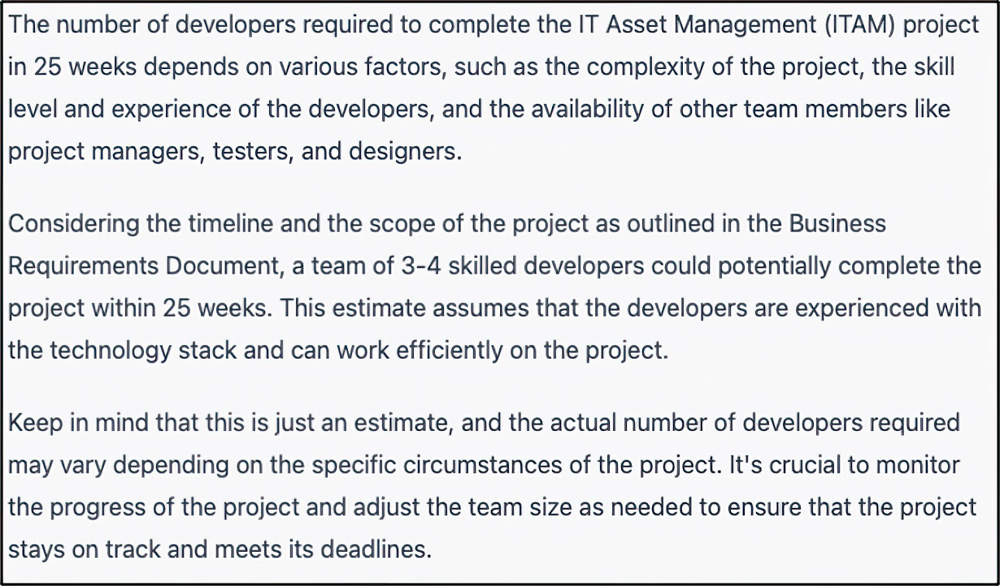 The number of developers required to complete the IT Asset Management (ITAM) project
in 25 weeks depends on various factors, such as the complexity of the project, the skill
level and experience of the developers, and the availability of other team members like
project managers, testers, and designers.
Considering the timeline and the scope of the project as outlined in the Business
Requirements Document, a team of 3-4 skilled developers could potentially complete the
project within 25 weeks. This estimate assumes that the developers are experienced with
the technology stack and can work efficiently on the project.
Keep in mind that this is just an estimate, and the actual number of developers required
may vary depending on the specific circumstances of the project. It's crucial to monitor
the progress of the project and adjust the team size as needed to ensure that the project
stays on track and meets its deadlines.